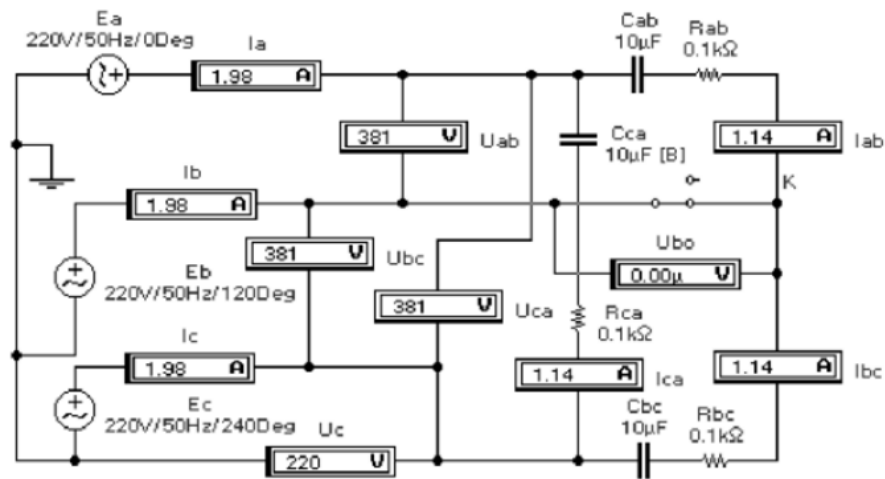 Ea
220V/50Hz/0Deg
Ia
1.98 A
Cab
10µF
Rab
0.1kΩ
381 V
Uab
Cca
10µF [B]
1.14 A
Iab
Ib
1.98 A
K
381 V
Ubc
Ubo
0.00µ V
Eb
220V/50Hz/120Deg
381 V
Uca
Rca
0.1kΩ
Ic
1.98 A
1.14 A
Ica
1.14 A
Ibc
Ec
220V/50Hz/240Deg
Uc
220 V
Cbc
10µF
Rbc
0.1kΩ